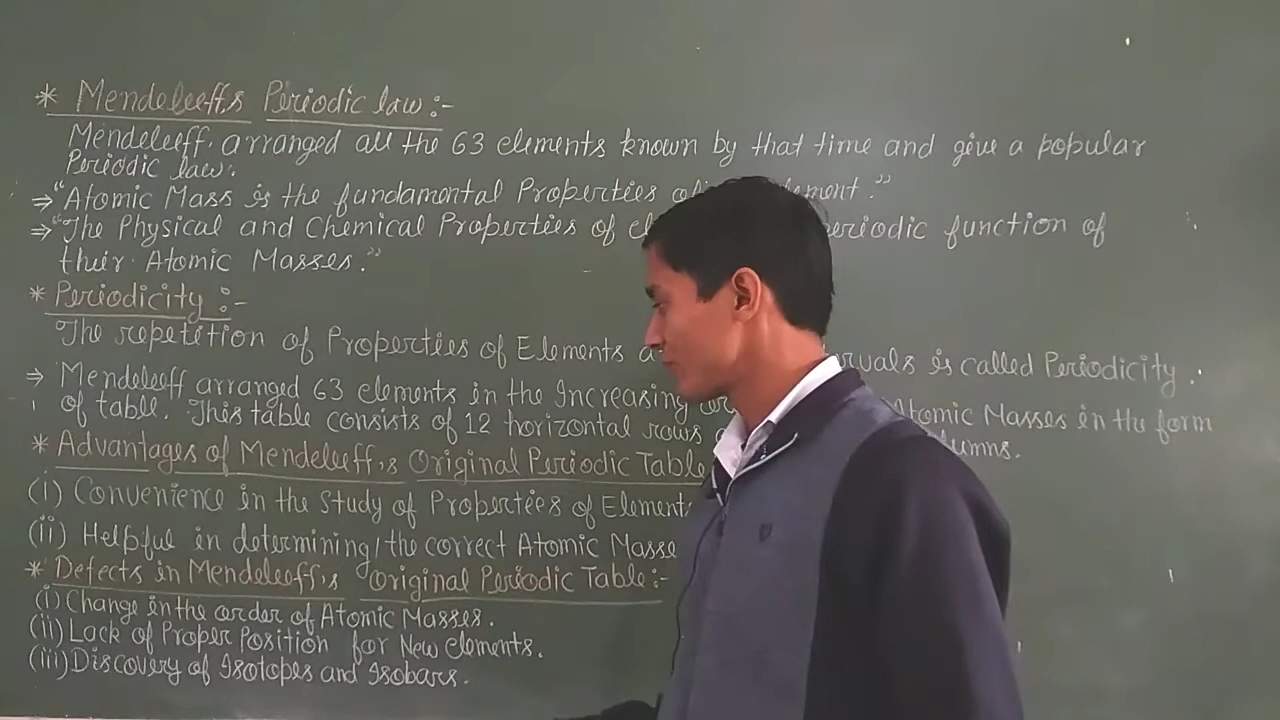 * Mendeleeff,s Periodic law :-
Mendeleeff. arranged all the 63 elements known by that time and give a popular
Periodic law.
⇒ "Atomic Mass is the fundamental Properties of element."
⇒ "The Physical and Chemical Properties of periodic function of
their Atomic Masses."
* Periodicity :-
The repetition of Properties of Elements is called Periodicity.
⇒ Mendeleeff arranged 63 elements in the Increasing Atomic Masses in the form
of table. This table consists of 12 horizontal rows
* Advantages of Mendeleeff,s Original Periodic Table
(i) Convenience in the Study of Properties of Elements
(ii) Helpful in determining, the correct Atomic Masse
* Defects in Mendeleeff's Original Periodic Table:-
(i) Change in the order of Atomic Masses.
(ii) Lack of Proper Position for New elements.
(iii) Discovery of Isotopes and Isobars.